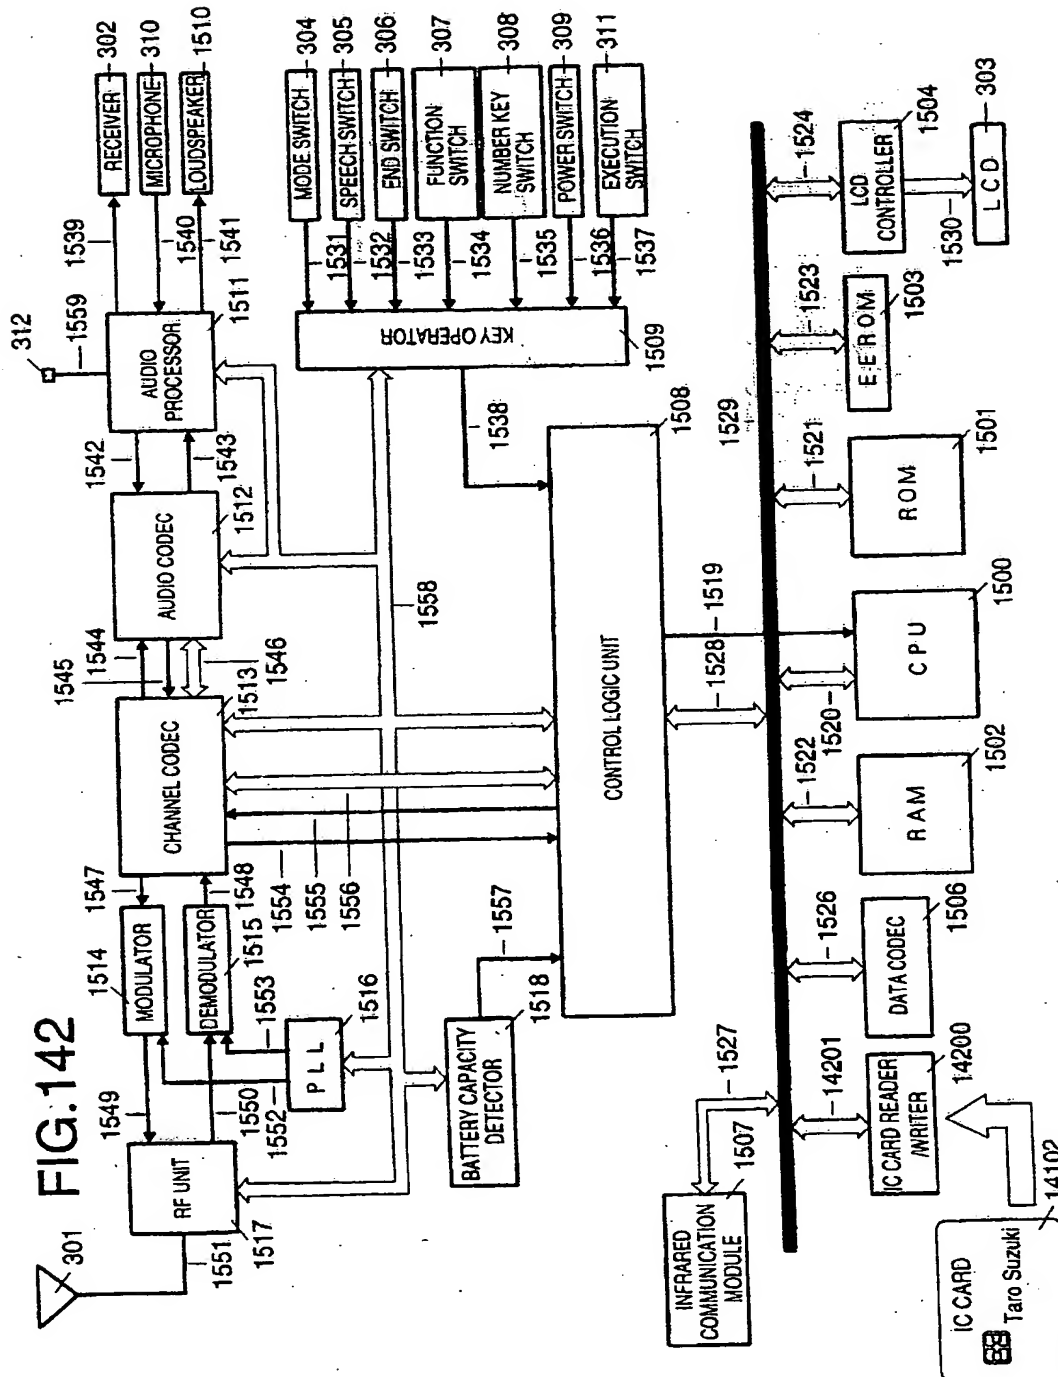 FIG.142
301
1551
1517
RF UNIT
1549
1550
1552
1514
MODULATOR
DEMODULATOR
1515
1553
P L L
1516
1547
1548
1554
1555
1556
CHANNEL CODEC
1513
1544
1545
1546
AUDIO CODEC
1512
1542
1543
AUDIO
PROCESSOR
1511
312
1559
1539
1540
1541
RECEIVER
302
MICROPHONE
310
LOUDSPEAKER
1510
MODE SWITCH
304
SPEECH SWITCH
305
END SWITCH
306
FUNCTION
SWITCH
307
NUMBER KEY
SWITCH
308
POWER SWITCH
309
EXECUTION
SWITCH
311
1531
1532
1533
1534
1535
1536
1537
KEY OPERATOR
1509
1538
1558
BATTERY CAPACITY
DETECTOR
1518
1557
CONTROL LOGIC UNIT
1508
1528
1519
1529
INFRARED
COMMUNICATION
MODULE
1507
1527
IC CARD
Taro Suzuki
14102
IC CARD READER
/WRITER
14200
14201
DATA CODEC
1506
1526
R A M
1502
1522
C P U
1500
1520
R O M
1501
1521
E E R O M
1503
1523
LCD
CONTROLLER
1504
1524
1530
L C D
303